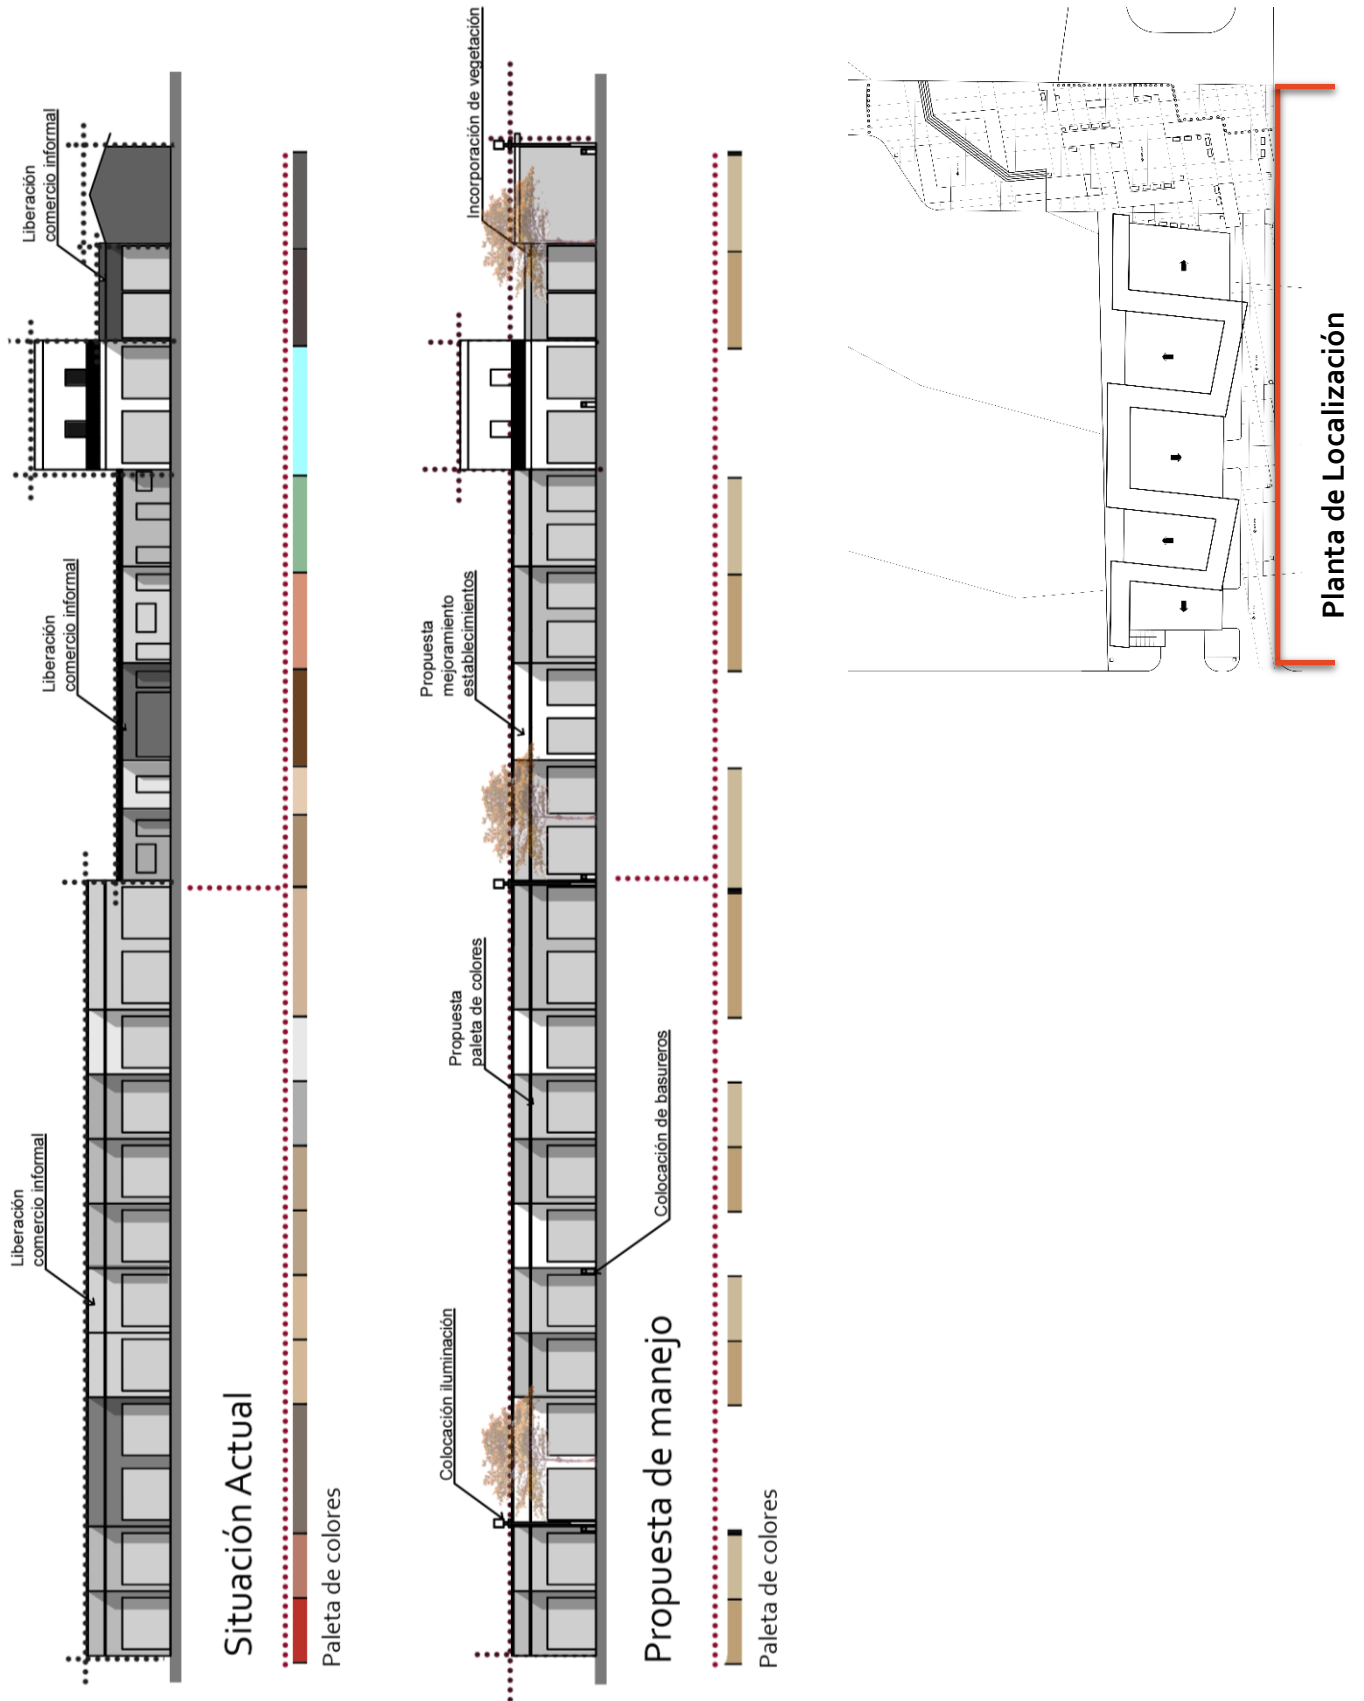 Liberación
comercio informal
Liberación
comercio informal
Liberación
comercio informal
Situación Actual
Paleta de colores
Colocación iluminación
Propuesta
paleta de colores
Propuesta
mejoramiento
establecimientos
Incorporación de vegetación
Colocación de basureros
Propuesta de manejo
Paleta de colores
Planta de Localización